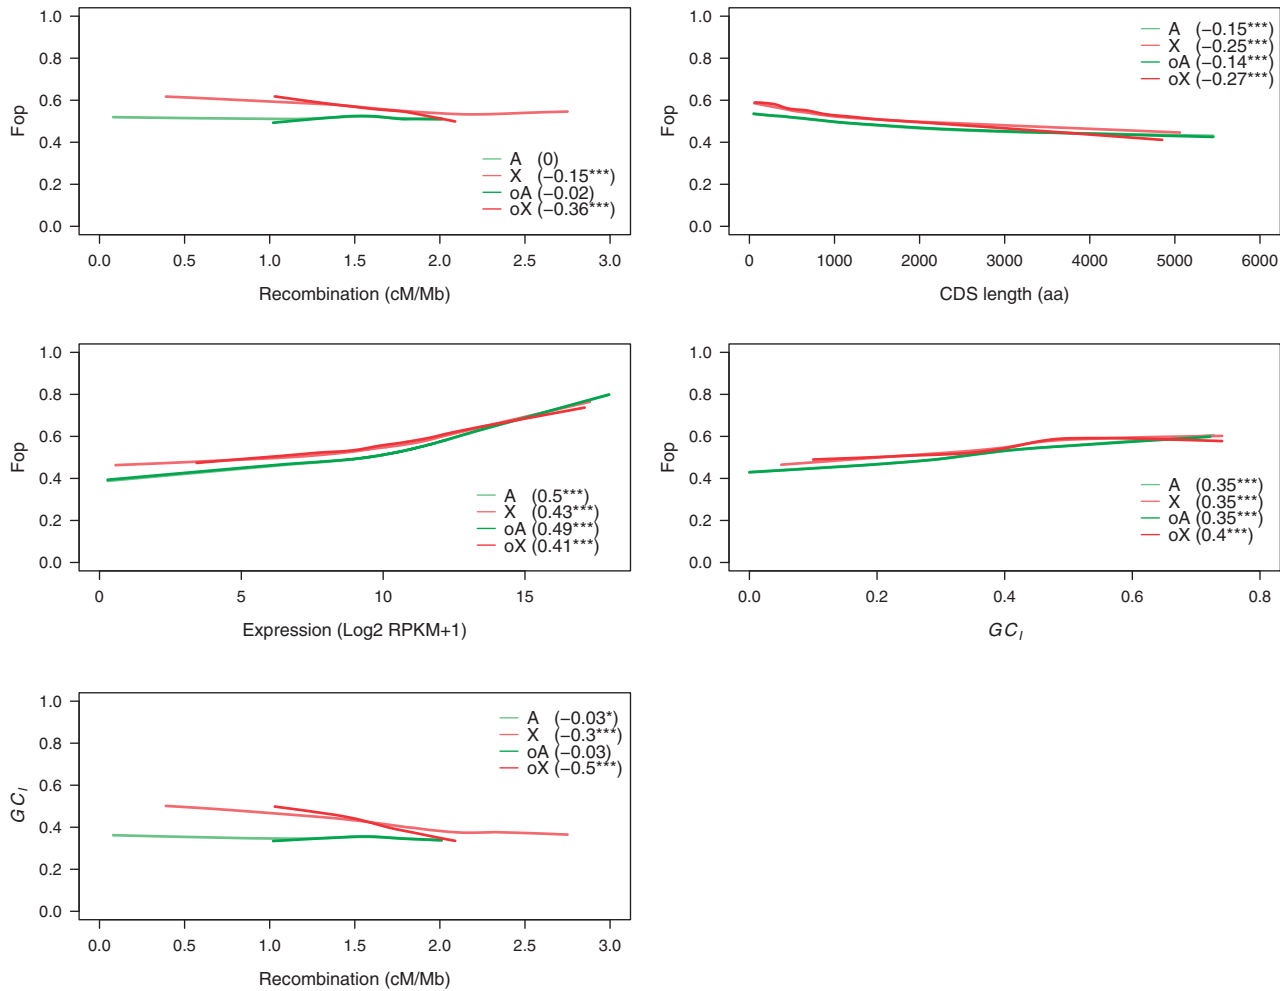 1.0
0.8
0.6
0.4
0.2
0.0
Fop
A (0)
X (−0.15***)
oA (−0.02)
oX (−0.36***)
0.0 0.5 1.0 1.5 2.0 2.5 3.0
Recombination (cM/Mb)
1.0
0.8
0.6
0.4
0.2
0.0
Fop
A (−0.15***)
X (−0.25***)
oA (−0.14***)
oX (−0.27***)
0 1000 2000 3000 4000 5000 6000
CDS length (aa)
1.0
0.8
0.6
0.4
0.2
0.0
Fop
A (0.5***)
X (0.43***)
oA (0.49***)
oX (0.41***)
0 5 10 15
Expression (Log2 RPKM+1)
1.0
0.8
0.6
0.4
0.2
0.0
Fop
A (0.35***)
X (0.35***)
oA (0.35***)
oX (0.4***)
0.0 0.2 0.4 0.6 0.8
GC_I
1.0
0.8
0.6
0.4
0.2
0.0
GC_I
A (−0.03*)
X (−0.3***)
oA (−0.03)
oX (−0.5***)
0.0 0.5 1.0 1.5 2.0 2.5 3.0
Recombination (cM/Mb)